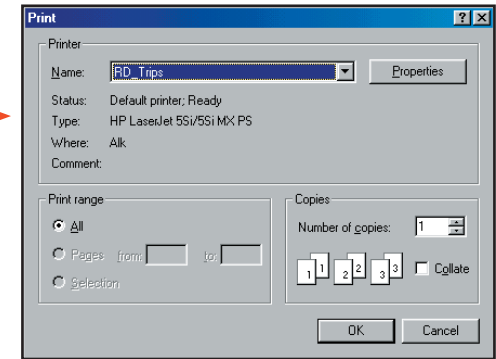 Print
Printer
Name: RD_Trips Properties
Status: Default printer; Ready
Type: HP LaserJet 5Si/5Si MX PS
Where: Alk
Comment:
Print range
All
Pages from: to:
Selection
Copies
Number of copies: 1
1 1 2 2 3 3 Collate
OK Cancel